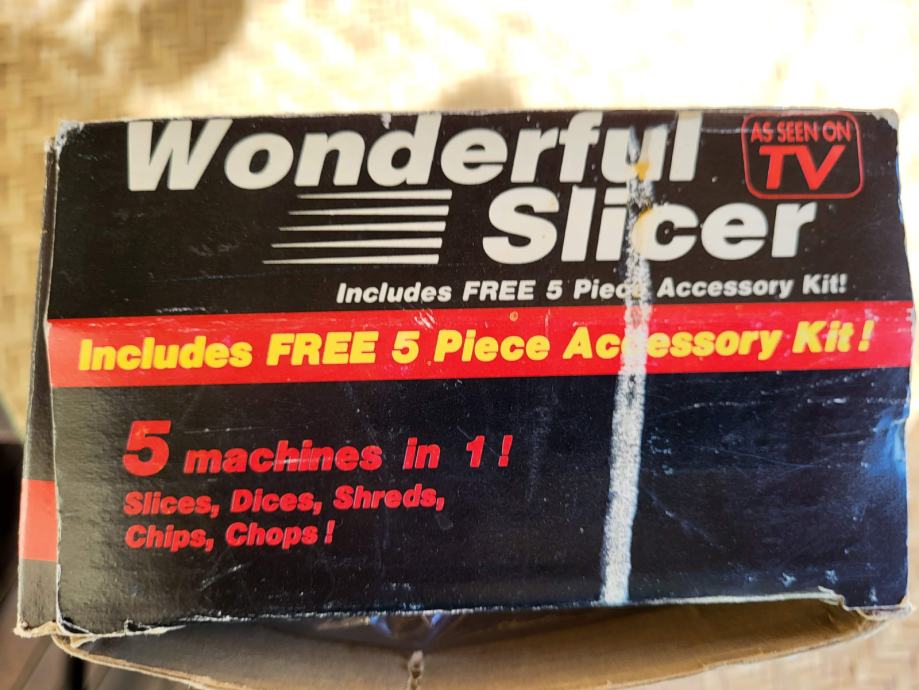 Wonderful
AS SEEN ON
TV
Slicer
Includes FREE 5 Piece Accessory Kit!
Includes FREE 5 Piece Accessory Kit!
5 machines in 1!
Slices, Dices, Shreds,
Chips, Chops!